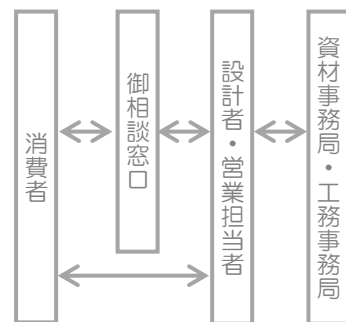 消費者
御相談窓口
設計者・営業担当者
資材事務局・工務事務局